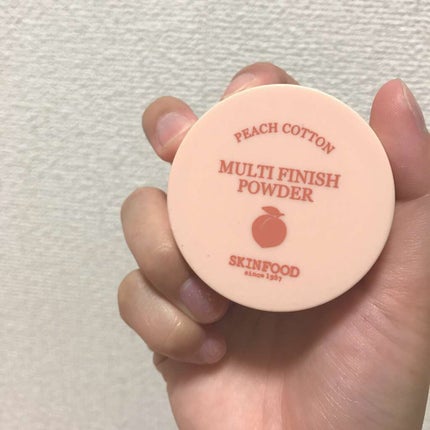 PEACH COTTON
MULTI FINISH
POWDER
SKINFOOD
since 1957